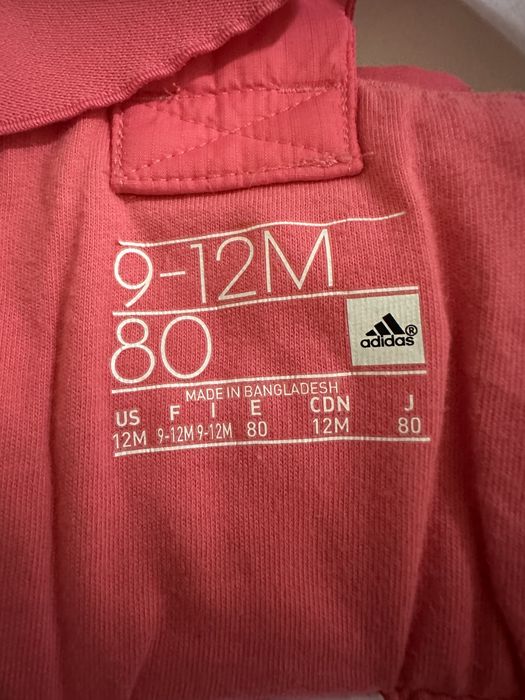 9-12M
80
adidas®
MADE IN BANGLADESH
US F I E CDN J
12M 9-12M 9-12M 80 12M 80